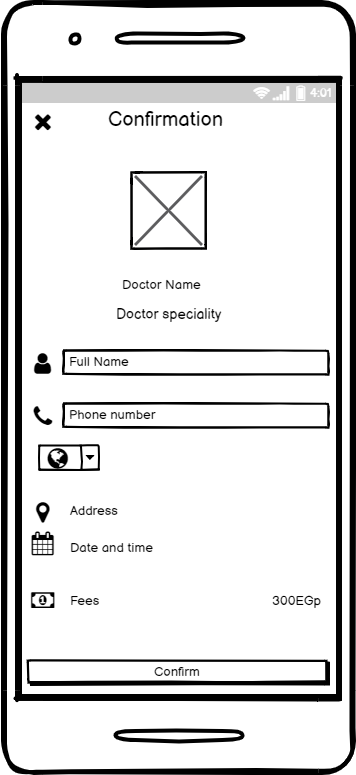 4:01
Confirmation
Doctor Name
Doctor speciality
Full Name
Phone number
Address
Date and time
Fees 300EGp
Confirm